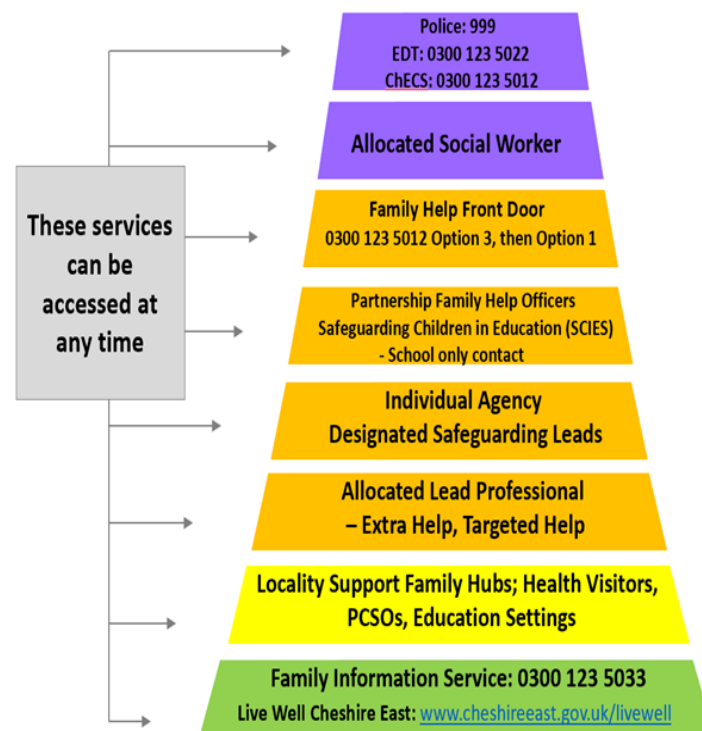 Police: 999
EDT: 0300 123 5022
ChECS: 0300 123 5012
Allocated Social Worker
These services
can be
accessed at
any time
Family Help Front Door
0300 123 5012 Option 3, then Option 1
Partnership Family Help Officers
Safeguarding Children in Education (SCIES)
- School only contact
Individual Agency
Designated Safeguarding Leads
Allocated Lead Professional
– Extra Help, Targeted Help
Locality Support Family Hubs; Health Visitors,
PCSOs, Education Settings
Family Information Service: 0300 123 5033
Live Well Cheshire East: www.cheshireeast.gov.uk/livewell